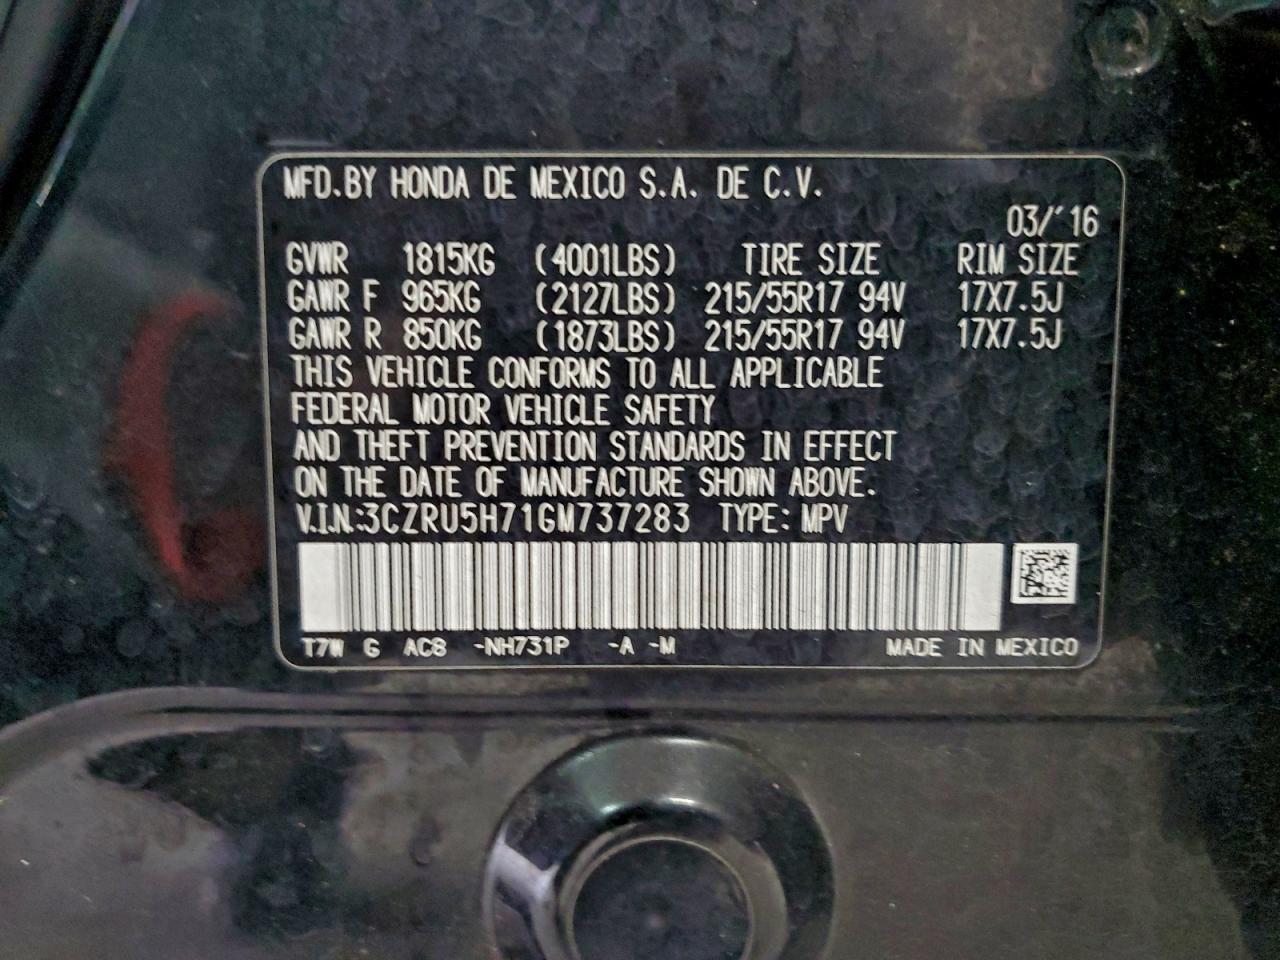 MFD.BY HONDA DE MEXICO S.A. DE C.V.
03/'16
GVWR 1815KG (4001LBS) TIRE SIZE RIM SIZE
GAWR F 965KG (2127LBS) 215/55R17 94V 17X7.5J
GAWR R 850KG (1873LBS) 215/55R17 94V 17X7.5J
THIS VEHICLE CONFORMS TO ALL APPLICABLE
FEDERAL MOTOR VEHICLE SAFETY
AND THEFT PREVENTION STANDARDS IN EFFECT
ON THE DATE OF MANUFACTURE SHOWN ABOVE.
V.I.N.:3CZRU5H71GM737283 TYPE: MPV
T7W G AC8 -NH731P -A -M MADE IN MEXICO